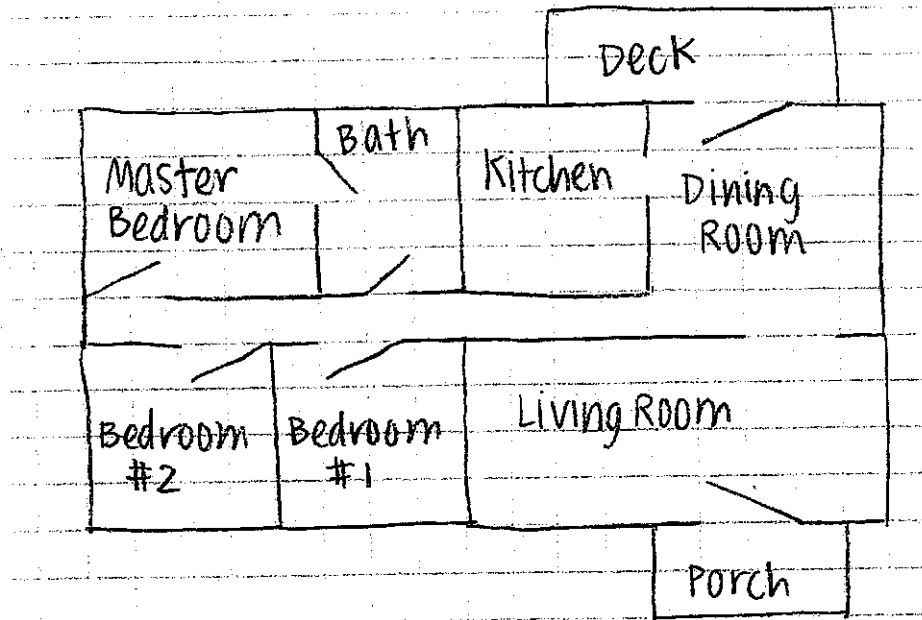 Deck
Bath
Master
Bedroom
Kitchen
Dining
Room
Bedroom
#2
Bedroom
#1
Living Room
Porch